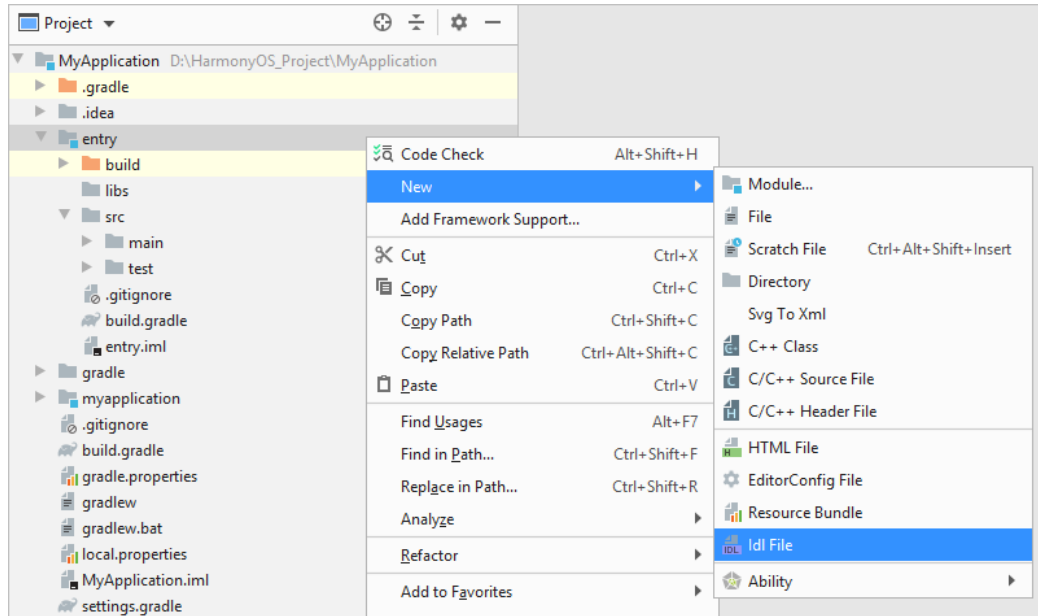 Project
MyApplication D:\HarmonyOS_Project\MyApplication
.gradle
.idea
entry
build
libs
src
main
test
.gitignore
build.gradle
entry.iml
gradle
myapplication
.gitignore
build.gradle
gradle.properties
gradlew
gradlew.bat
local.properties
MyApplication.iml
settings.gradle
Code Check Alt+Shift+H
New
Add Framework Support...
Cut Ctrl+X
Copy Ctrl+C
Copy Path Ctrl+Shift+C
Copy Relative Path Ctrl+Alt+Shift+C
Paste Ctrl+V
Find Usages Alt+F7
Find in Path... Ctrl+Shift+F
Replace in Path... Ctrl+Shift+R
Analyze
Refactor
Add to Favorites
Module...
File
Scratch File Ctrl+Alt+Shift+Insert
Directory
Svg To Xml
C++ Class
C/C++ Source File
C/C++ Header File
HTML File
EditorConfig File
Resource Bundle
IDL Idl File
Ability